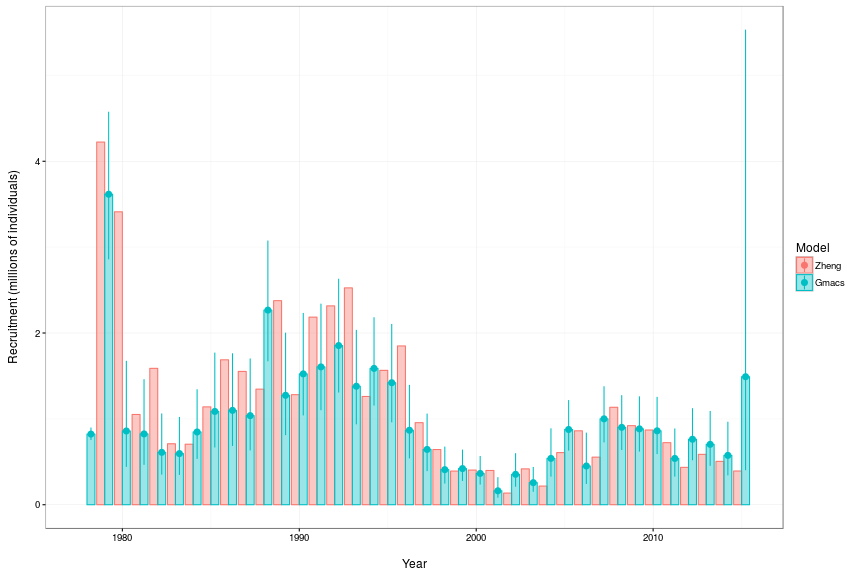 Recruitment (millions of individuals)
4
2
0
1980
1990
2000
2010
Year
Model
Zheng
Gmacs